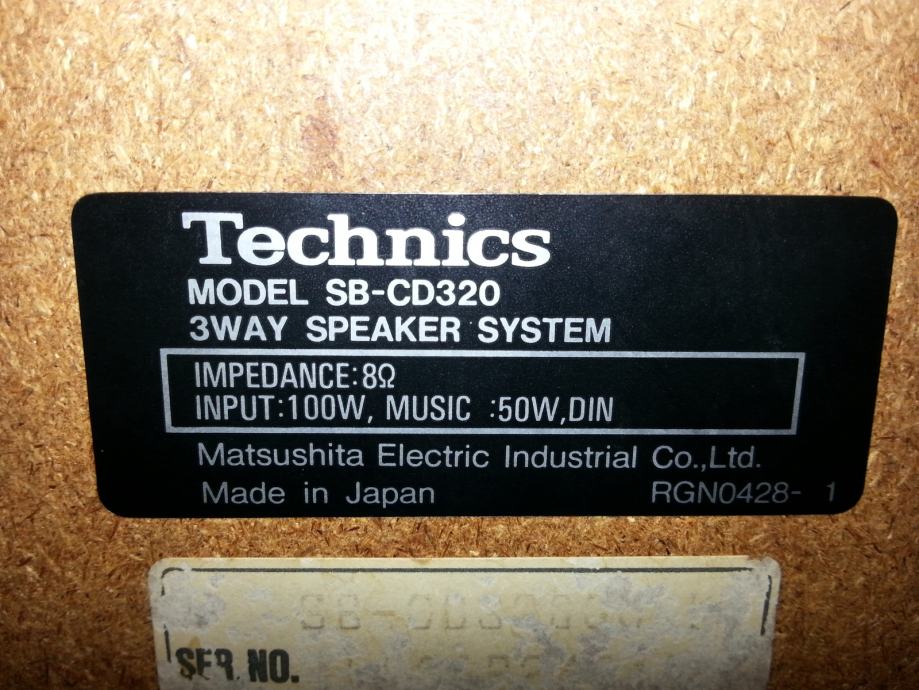 Technics
MODEL SB-CD320
3WAY SPEAKER SYSTEM
IMPEDANCE:8Ω
INPUT:100W, MUSIC :50W,DIN
Matsushita Electric Industrial Co.,Ltd.
Made in Japan RGN0428- 1
SER.NO.